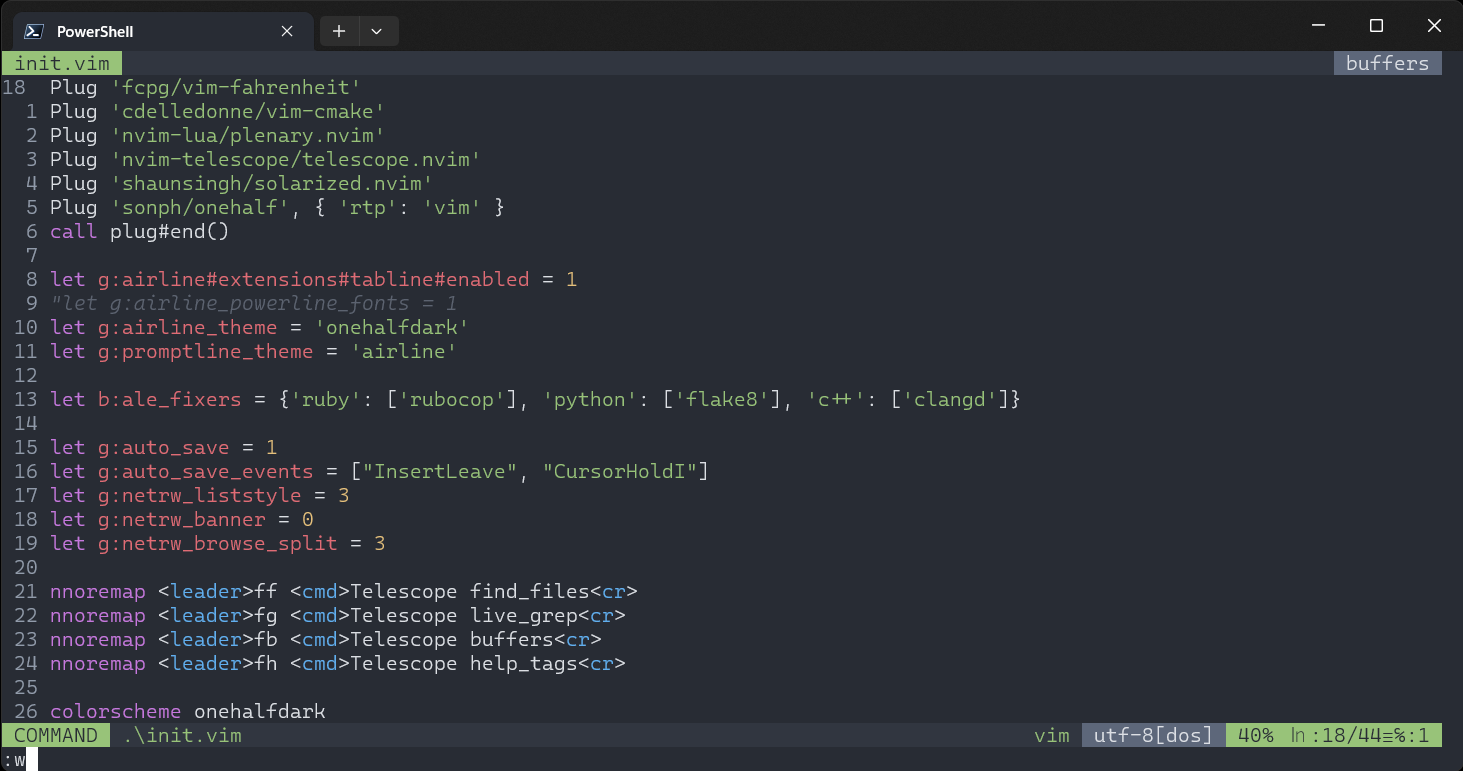 PowerShell
init.vim buffers
18 Plug 'fcpg/vim-fahrenheit'
1 Plug 'cdelledonne/vim-cmake'
2 Plug 'nvim-lua/plenary.nvim'
3 Plug 'nvim-telescope/telescope.nvim'
4 Plug 'shaunsingh/solarized.nvim'
5 Plug 'sonph/onehalf', { 'rtp': 'vim' }
6 call plug#end()
7
8 let g:airline#extensions#tabline#enabled = 1
9 "let g:airline_powerline_fonts = 1
10 let g:airline_theme = 'onehalfdark'
11 let g:promptline_theme = 'airline'
12
13 let b:ale_fixers = {'ruby': ['rubocop'], 'python': ['flake8'], 'c++': ['clangd']}
14
15 let g:auto_save = 1
16 let g:auto_save_events = ["InsertLeave", "CursorHoldI"]
17 let g:netrw_liststyle = 3
18 let g:netrw_banner = 0
19 let g:netrw_browse_split = 3
20
21 nnoremap <leader>ff <cmd>Telescope find_files<cr>
22 nnoremap <leader>fg <cmd>Telescope live_grep<cr>
23 nnoremap <leader>fb <cmd>Telescope buffers<cr>
24 nnoremap <leader>fh <cmd>Telescope help_tags<cr>
25
26 colorscheme onehalfdark
COMMAND .\init.vim vim utf-8[dos] 40% ln :18/44≡%:1
:w